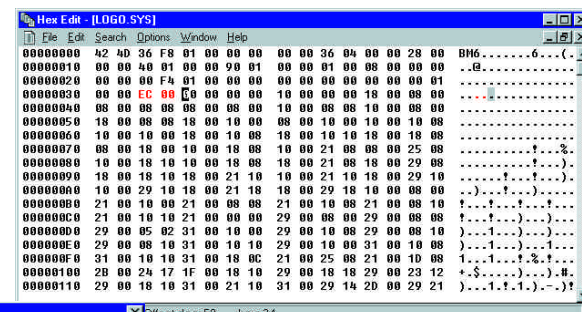 Hex Edit - [LOGO.SYS]
File Edit Search Options Window Help
00000000 42 4D 36 F8 01 00 00 00 00 00 36 04 00 00 28 00 BM6.......6...(.
00000010 00 00 40 01 00 00 90 01 00 00 01 00 08 00 00 00 ..@.............
00000020 00 00 00 F4 01 00 00 00 00 00 00 00 00 00 00 01 ................
00000030 00 00 EC 00 00 00 00 00 10 00 00 00 18 00 08 00
00000040 08 00 08 08 08 00 08 00 10 00 08 08 10 00 08 08 ................
00000050 18 00 08 08 18 00 10 00 08 00 10 00 10 00 10 08 ................
00000060 10 00 10 00 18 00 10 08 18 00 10 10 18 00 18 08 ................
00000070 08 00 18 00 10 00 18 08 10 00 21 08 08 00 25 08 ..........!...%.
00000080 10 00 18 10 10 00 18 08 18 00 21 08 18 00 29 08 ..........!...).
00000090 18 00 18 10 18 00 21 10 10 00 21 10 18 00 29 10 ......!...!...).
000000A0 10 00 29 10 18 00 21 18 18 00 29 18 10 00 08 00 ..)...!...).....
000000B0 21 00 10 00 21 00 08 08 21 00 10 08 21 00 08 10 !...!...!...!...
000000C0 21 00 10 10 21 00 00 00 29 00 08 00 29 00 08 08 !...!...)...)...
000000D0 29 00 05 02 31 00 10 00 29 00 10 08 29 00 08 10 )...1...)...)...
000000E0 29 00 08 10 31 00 10 10 29 00 10 00 31 00 10 08 )...1...)...1...
000000F0 31 00 10 10 31 00 18 0C 21 00 25 08 21 00 1D 08 1...1...!.%.!...
00000100 2B 00 24 17 1F 00 18 10 29 00 18 18 29 00 23 12 +.$.....)...).#.
00000110 29 00 18 10 31 00 21 10 31 00 29 14 2D 00 29 21 )...1.!.1.).-.)!